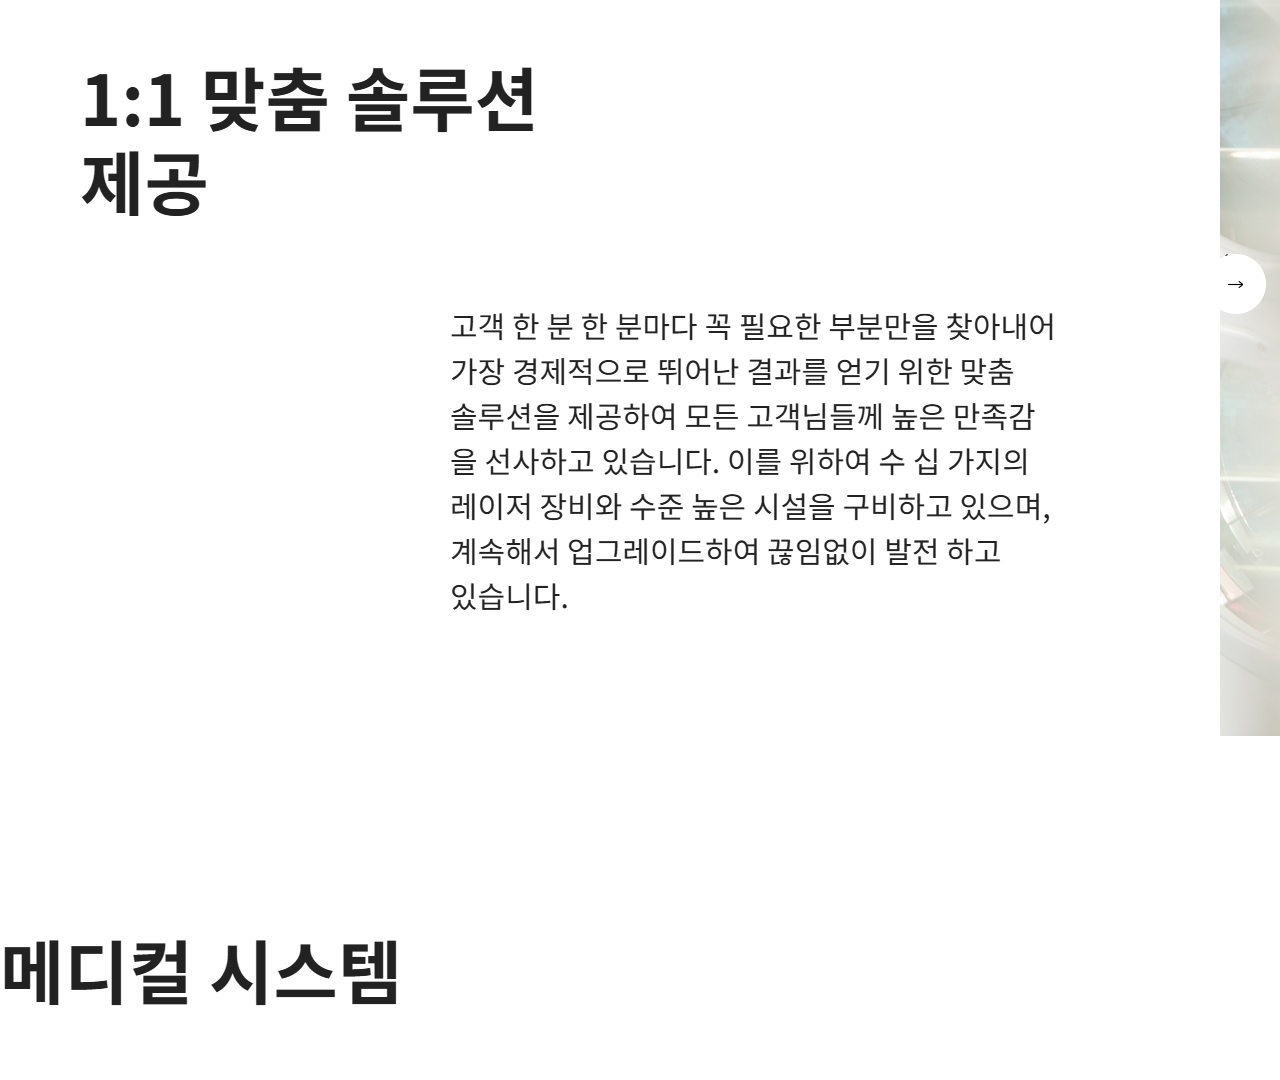 1:1 맞춤 솔루션
제공
고객 한 분 한 분마다 꼭 필요한 부분만을 찾아내어
가장 경제적으로 뛰어난 결과를 얻기 위한 맞춤
솔루션을 제공하여 모든 고객님들께 높은 만족감
을 선사하고 있습니다. 이를 위하여 수 십 가지의
레이저 장비와 수준 높은 시설을 구비하고 있으며,
계속해서 업그레이드하여 끊임없이 발전 하고
있습니다.
메디컬 시스템